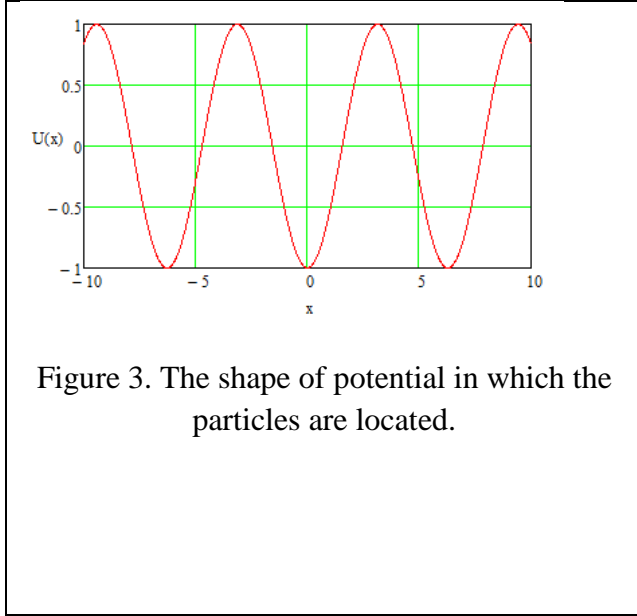 1
0.5
U(x) 0
− 0.5
− 1
− 10 − 5 0 5 10
x
Figure 3. The shape of potential in which the
particles are located.